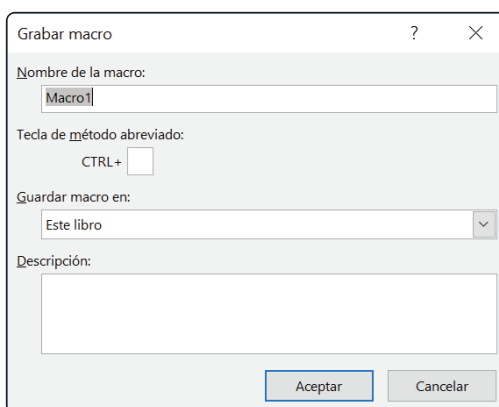 Grabar macro ?
Nombre de la macro:
Macro1
Tecla de método abreviado:
CTRL+
Guardar macro en:
Este libro
Descripción:
Aceptar Cancelar